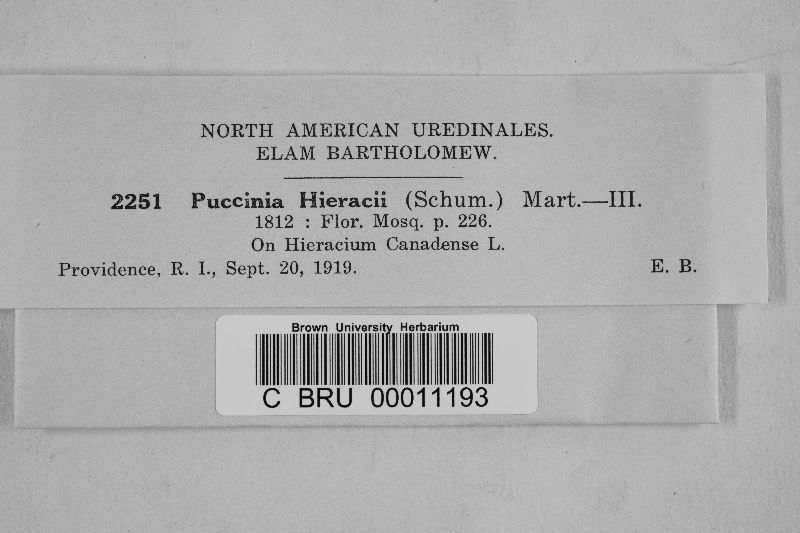 NORTH AMERICAN UREDINALES.
ELAM BARTHOLOMEW.
2251 Puccinia Hieracii (Schum.) Mart.—III.
1812 : Flor. Mosq. p. 226.
On Hieracium Canadense L.
Providence, R. I., Sept. 20, 1919. E. B.
Brown University Herbarium
C BRU 00011193